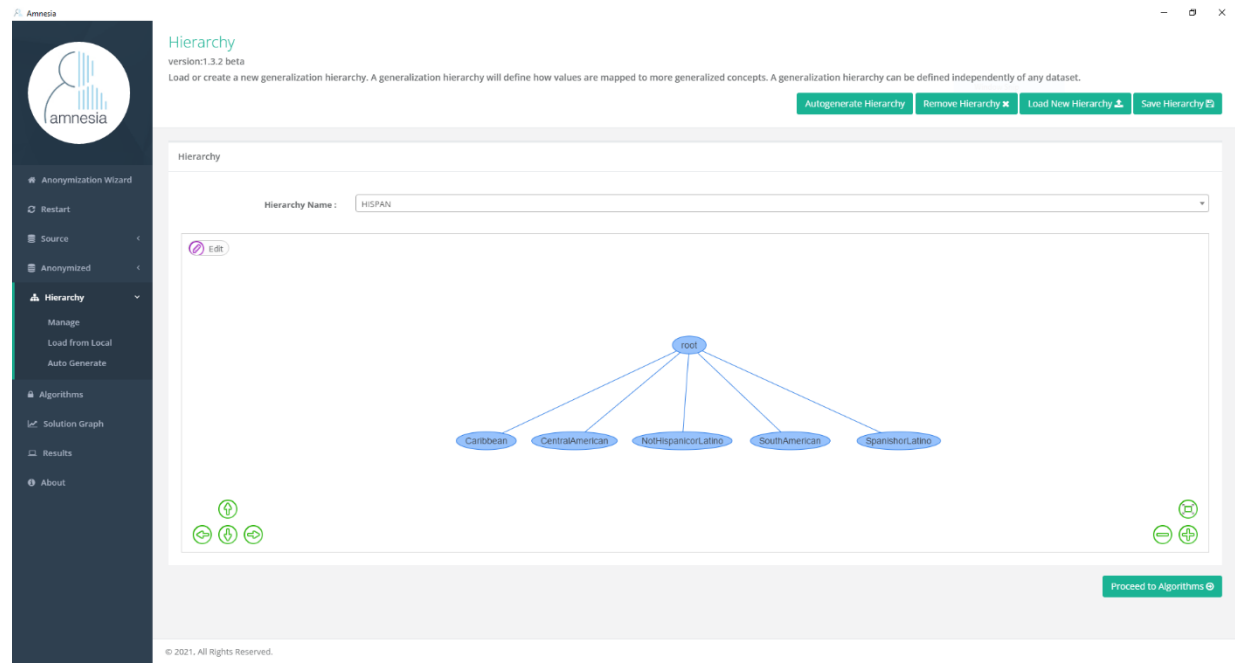 Amnesia
amnesia
Anonymization Wizard
Restart
Source
Anonymized
Hierarchy
Manage
Load from Local
Auto Generate
Algorithms
Solution Graph
Results
About
Hierarchy
version:1.3.2 beta
Load or create a new generalization hierarchy. A generalization hierarchy will define how values are mapped to more generalized concepts. A generalization hierarchy can be defined independently of any dataset.
Autogenerate Hierarchy Remove Hierarchy Load New Hierarchy Save Hierarchy
Hierarchy
Hierarchy Name : HISPAN
Edit
root
Caribbean CentralAmerican NotHispanicorLatino SouthAmerican SpanishorLatino
Proceed to Algorithms
© 2021, All Rights Reserved.